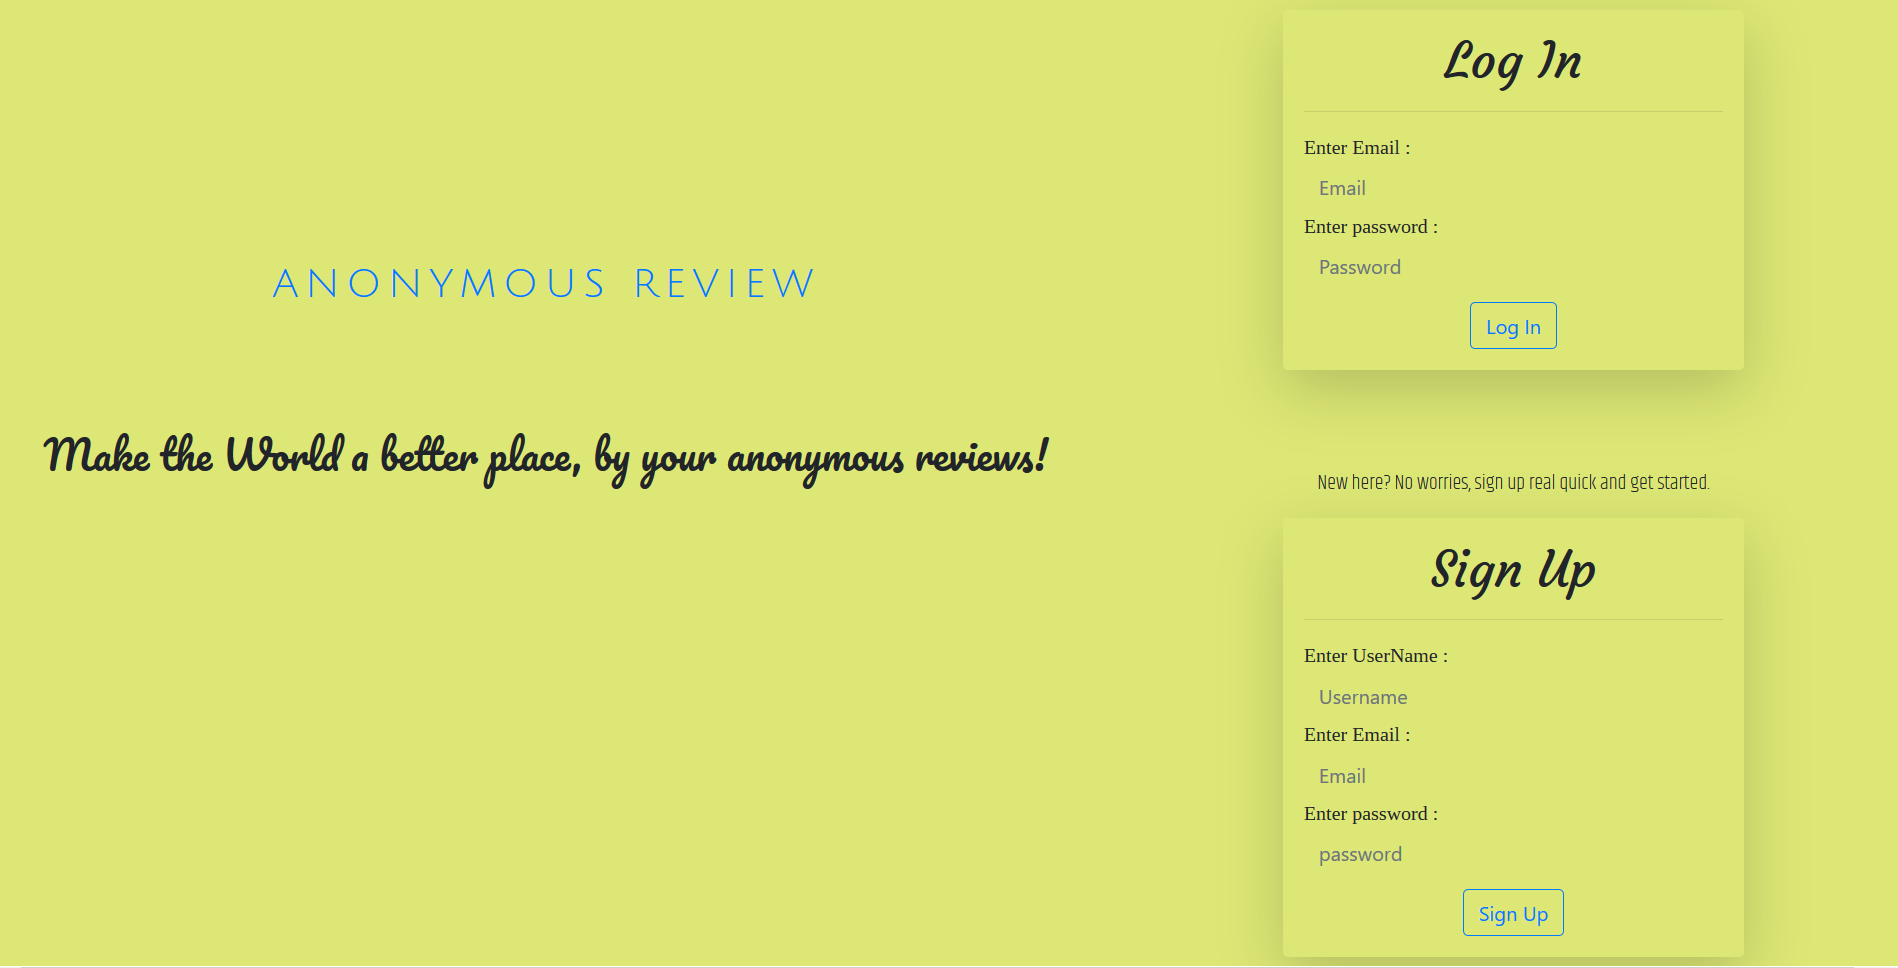 ANONYMOUS REVIEW
Make the World a better place, by your anonymous reviews!
Log In
Enter Email :
Email
Enter password :
Password
Log In
New here? No worries, sign up real quick and get started.
Sign Up
Enter UserName :
Username
Enter Email :
Email
Enter password :
password
Sign Up